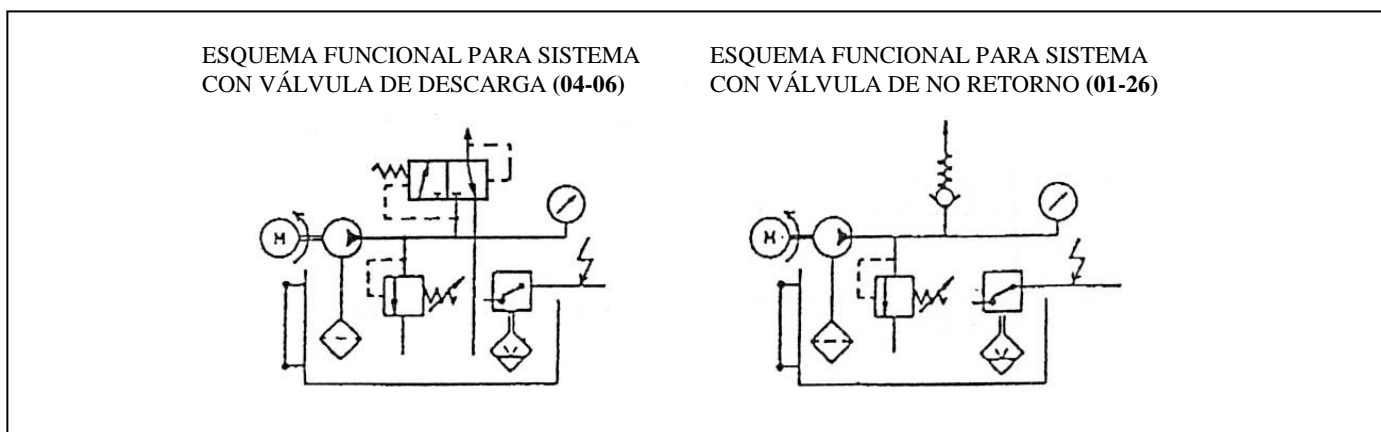 ESQUEMA FUNCIONAL PARA SISTEMA
CON VÁLVULA DE DESCARGA (04-06)
ESQUEMA FUNCIONAL PARA SISTEMA
CON VÁLVULA DE NO RETORNO (01-26)
M
M